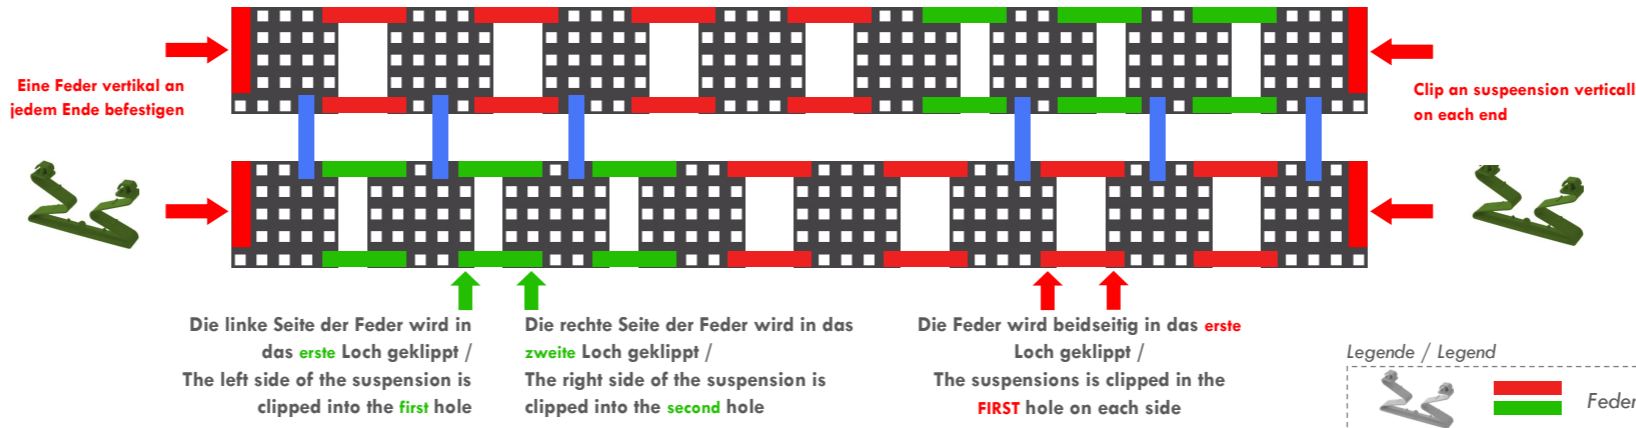 Eine Feder vertikal an
jedem Ende befestigen
Clip an suspeension verticall
on each end
Die linke Seite der Feder wird in
das erste Loch geklippt /
The left side of the suspension is
clipped into the first hole
Die rechte Seite der Feder wird in das
zweite Loch geklippt /
The right side of the suspension is
clipped into the second hole
Die Feder wird beidseitig in das erste
Loch geklippt /
The suspensions is clipped in the
FIRST hole on each side
Legende / Legend
Feder